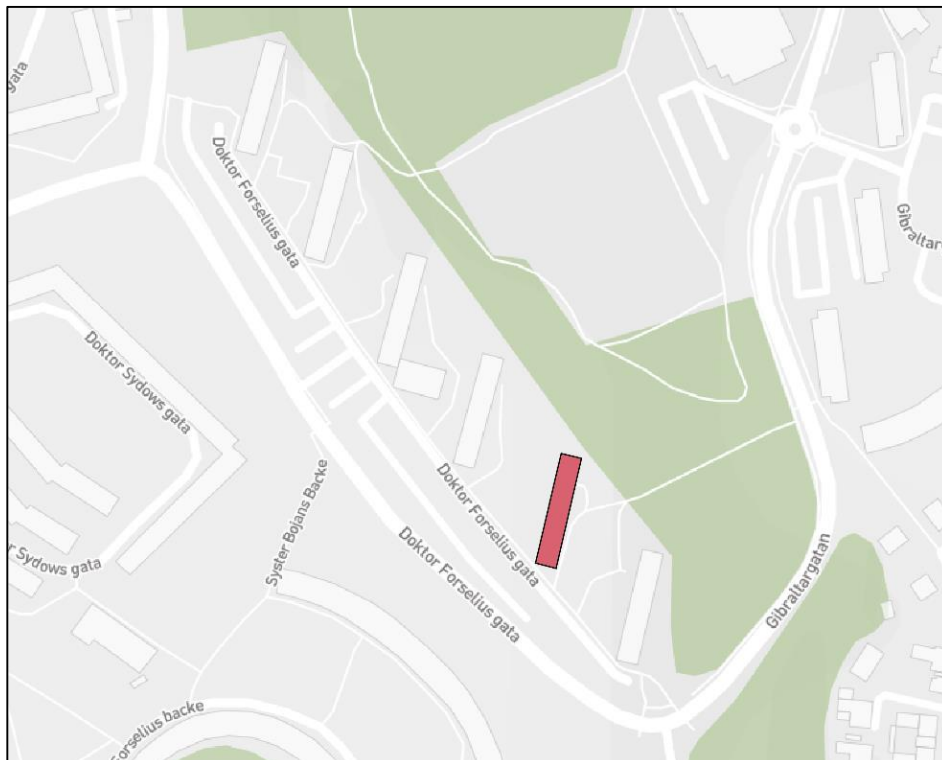 gata
Doktor Forselius gata
Gibraltarg
Doktor Sydows gata
Doktor Forselius gata
Syster Bojans Backe
Doktor Forselius gata
r Sydows gata
Gibraltargatan
Forselius backe